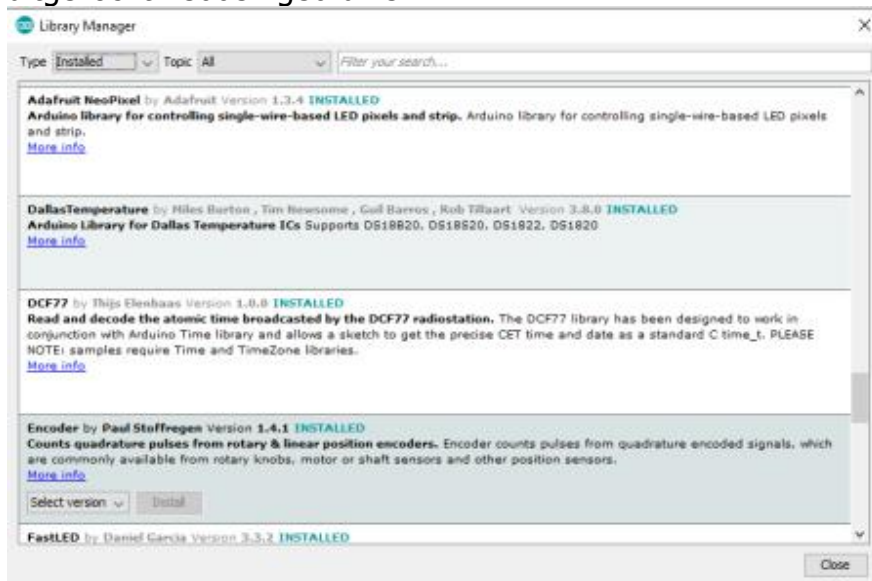 Library Manager
Type Installed Topic All Filter your search...
Adafruit NeoPixel by Adafruit Version 1.3.4 INSTALLED
Arduino library for controlling single-wire-based LED pixels and strip. Arduino library for controlling single-wire-based LED pixels
and strip.
More info
DallasTemperature by Miles Burton , Tim Newsome , Guil Barros , Rob Tillaart Version 3.8.0 INSTALLED
Arduino Library for Dallas Temperature ICs Supports DS18B20, DS18S20, DS1822, DS1820
More info
DCF77 by Thijs Elenbaas Version 1.0.0 INSTALLED
Read and decode the atomic time broadcasted by the DCF77 radiostation. The DCF77 library has been designed to work in
conjunction with Arduino Time library and allows a sketch to get the precise CET time and date as a standard C time_t. PLEASE
NOTE: samples require Time and TimeZone libraries.
More info
Encoder by Paul Stoffregen Version 1.4.1 INSTALLED
Counts quadrature pulses from rotary & linear position encoders. Encoder counts pulses from quadrature encoded signals, which
are commonly available from rotary knobs, motor or shaft sensors and other position sensors.
More info
Select version Install
FastLED by Daniel Garcia Version 3.3.2 INSTALLED
Close